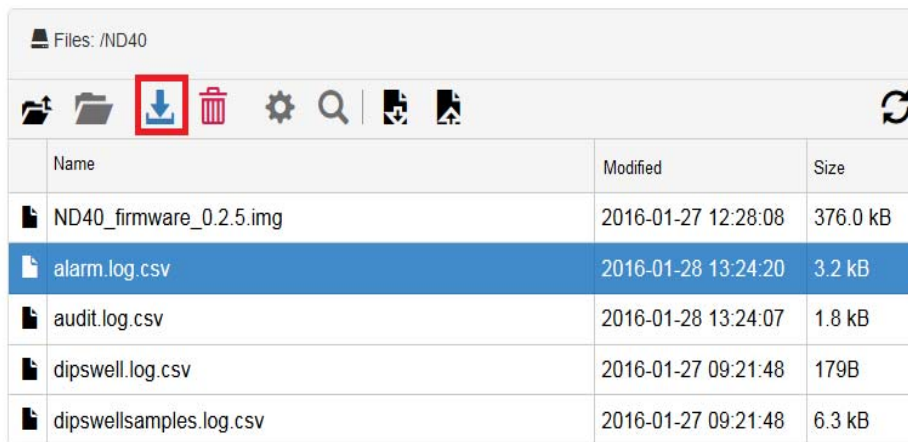 Files: /ND40
Name Modified Size
ND40_firmware_0.2.5.img 2016-01-27 12:28:08 376.0 kB
alarm.log.csv 2016-01-28 13:24:20 3.2 kB
audit.log.csv 2016-01-28 13:24:07 1.8 kB
dipswell.log.csv 2016-01-27 09:21:48 179B
dipswellsamples.log.csv 2016-01-27 09:21:48 6.3 kB